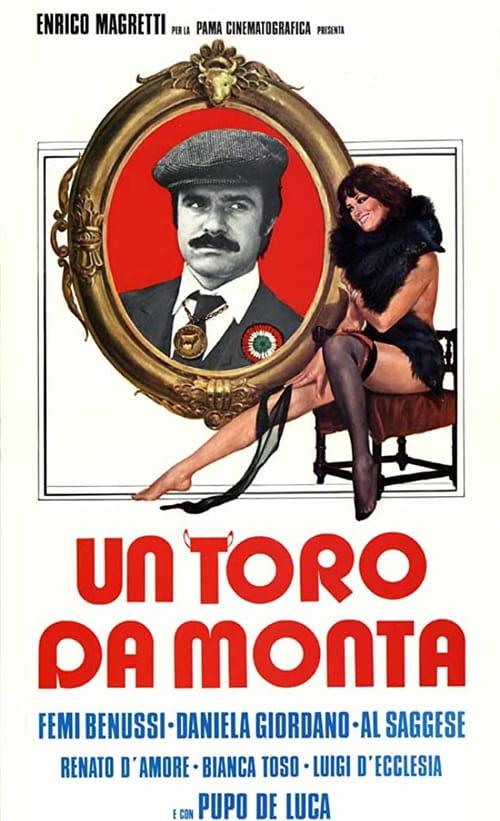 ENRICO MAGRETTI PER LA PAMA CINEMATOGRAFICA PRESENTA
UN TORO
DA MONTA
FEMI BENUSSI • DANIELA GIORDANO • AL SAGGESE
RENATO D'AMORE • BIANCA TOSO • LUIGI D'ECCLESIA
E CON PUPO DE LUCA